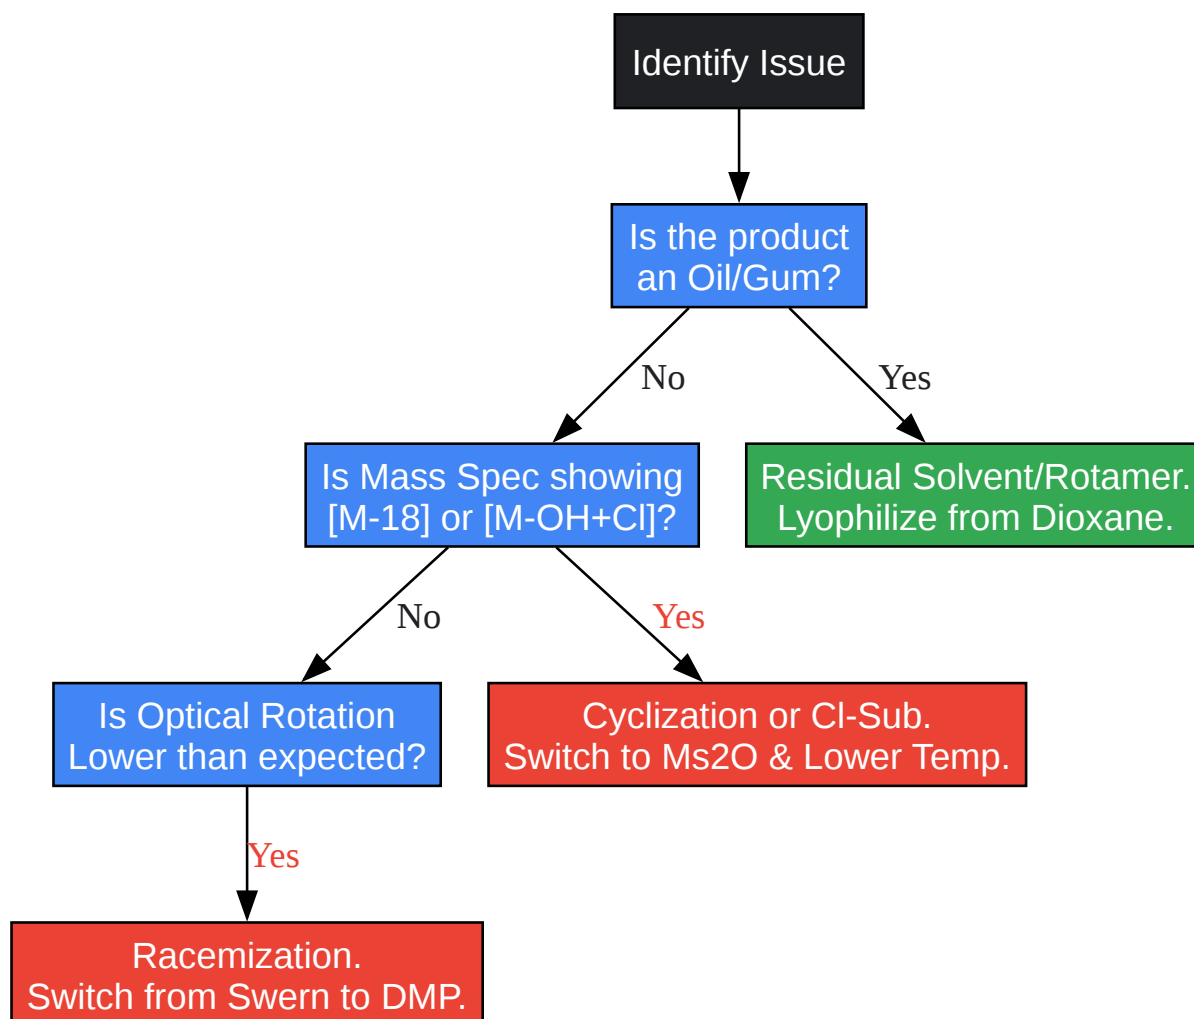 Identify Issue
Is the product
an Oil/Gum?
No
Yes
Is Mass Spec showing
[M-18] or [M-OH+Cl]?
Residual Solvent/Rotamer.
Lyophilize from Dioxane.
No
Yes
Is Optical Rotation
Lower than expected?
Cyclization or Cl-Sub.
Switch to Ms2O & Lower Temp.
Yes
Racemization.
Switch from Swern to DMP.